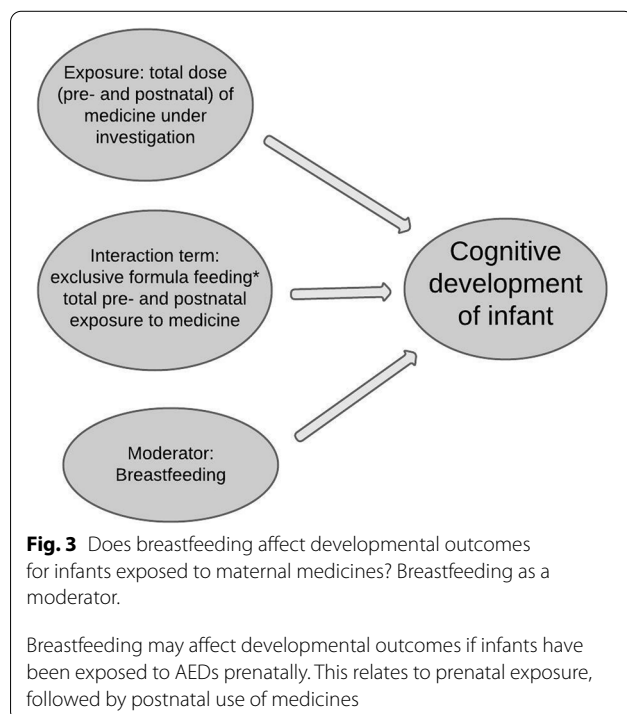 Exposure: total dose
(pre- and postnatal) of
medicine under
investigation
Interaction term:
exclusive formula feeding*
total pre- and postnatal
exposure to medicine
Moderator:
Breastfeeding
Cognitive
development
of infant
Fig. 3 Does breastfeeding affect developmental outcomes
for infants exposed to maternal medicines? Breastfeeding as a
moderator.
Breastfeeding may affect developmental outcomes if infants have
been exposed to AEDs prenatally. This relates to prenatal exposure,
followed by postnatal use of medicines